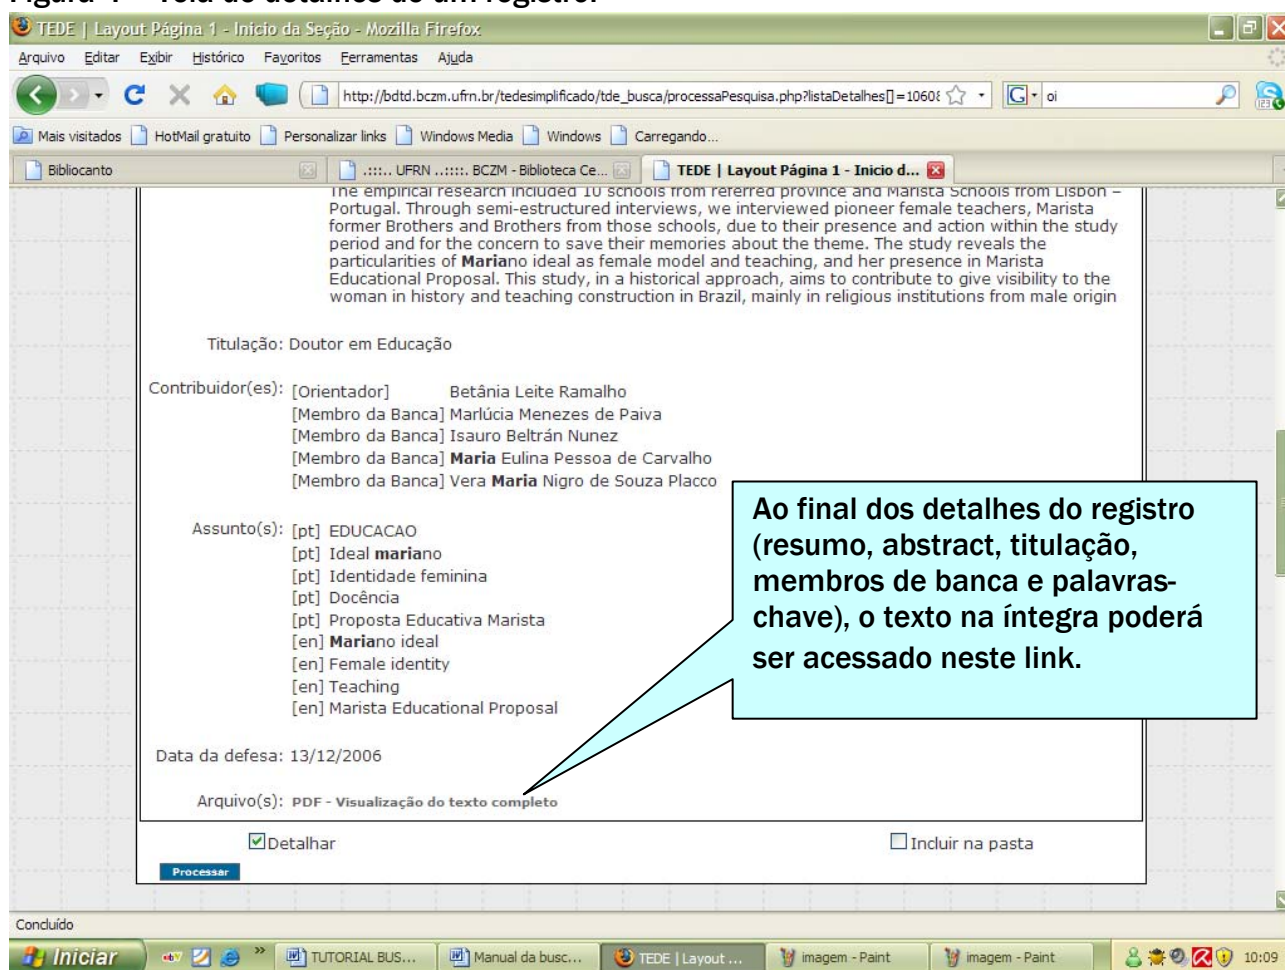 TEDE | Layout Página 1 - Inicio da Seção - Mozilla Firefox
Arquivo Editar Exibir Histórico Favoritos Ferramentas Ajuda
http://bdtd.bczm.ufrn.br/tedesimplificado/tde_busca/processaPesquisa.php?listaDetalhes[]=1060 G oi
Mais visitados HotMail gratuito Personalizar links Windows Media Windows Carregando...
Bibliocanto .:::.. UFRN ..::::. BCZM - Biblioteca Ce... TEDE | Layout Página 1 - Inicio d...
The empirical research included 10 schools from referred province and Marista Schools from Lisbon –
Portugal. Through semi-estructured interviews, we interviewed pioneer female teachers, Marista
former Brothers and Brothers from those schools, due to their presence and action within the study
period and for the concern to save their memories about the theme. The study reveals the
particularities of Mariano ideal as female model and teaching, and her presence in Marista
Educational Proposal. This study, in a historical approach, aims to contribute to give visibility to the
woman in history and teaching construction in Brazil, mainly in religious institutions from male origin
Titulação: Doutor em Educação
Contribuidor(es): [Orientador] Betânia Leite Ramalho
[Membro da Banca] Marlúcia Menezes de Paiva
[Membro da Banca] Isauro Beltrán Nunez
[Membro da Banca] Maria Eulina Pessoa de Carvalho
[Membro da Banca] Vera Maria Nigro de Souza Placco
Assunto(s): [pt] EDUCACAO
[pt] Ideal mariano
[pt] Identidade feminina
[pt] Docência
[pt] Proposta Educativa Marista
[en] Mariano ideal
[en] Female identity
[en] Teaching
[en] Marista Educational Proposal
Ao final dos detalhes do registro
(resumo, abstract, titulação,
membros de banca e palavras-
chave), o texto na íntegra poderá
ser acessado neste link.
Data da defesa: 13/12/2006
Arquivo(s): PDF - Visualização do texto completo
Detalhar Incluir na pasta
Processar
Concluído
Iniciar » TUTORIAL BUS... Manual da busc... TEDE | Layout ... imagem - Paint imagem - Paint 10:09